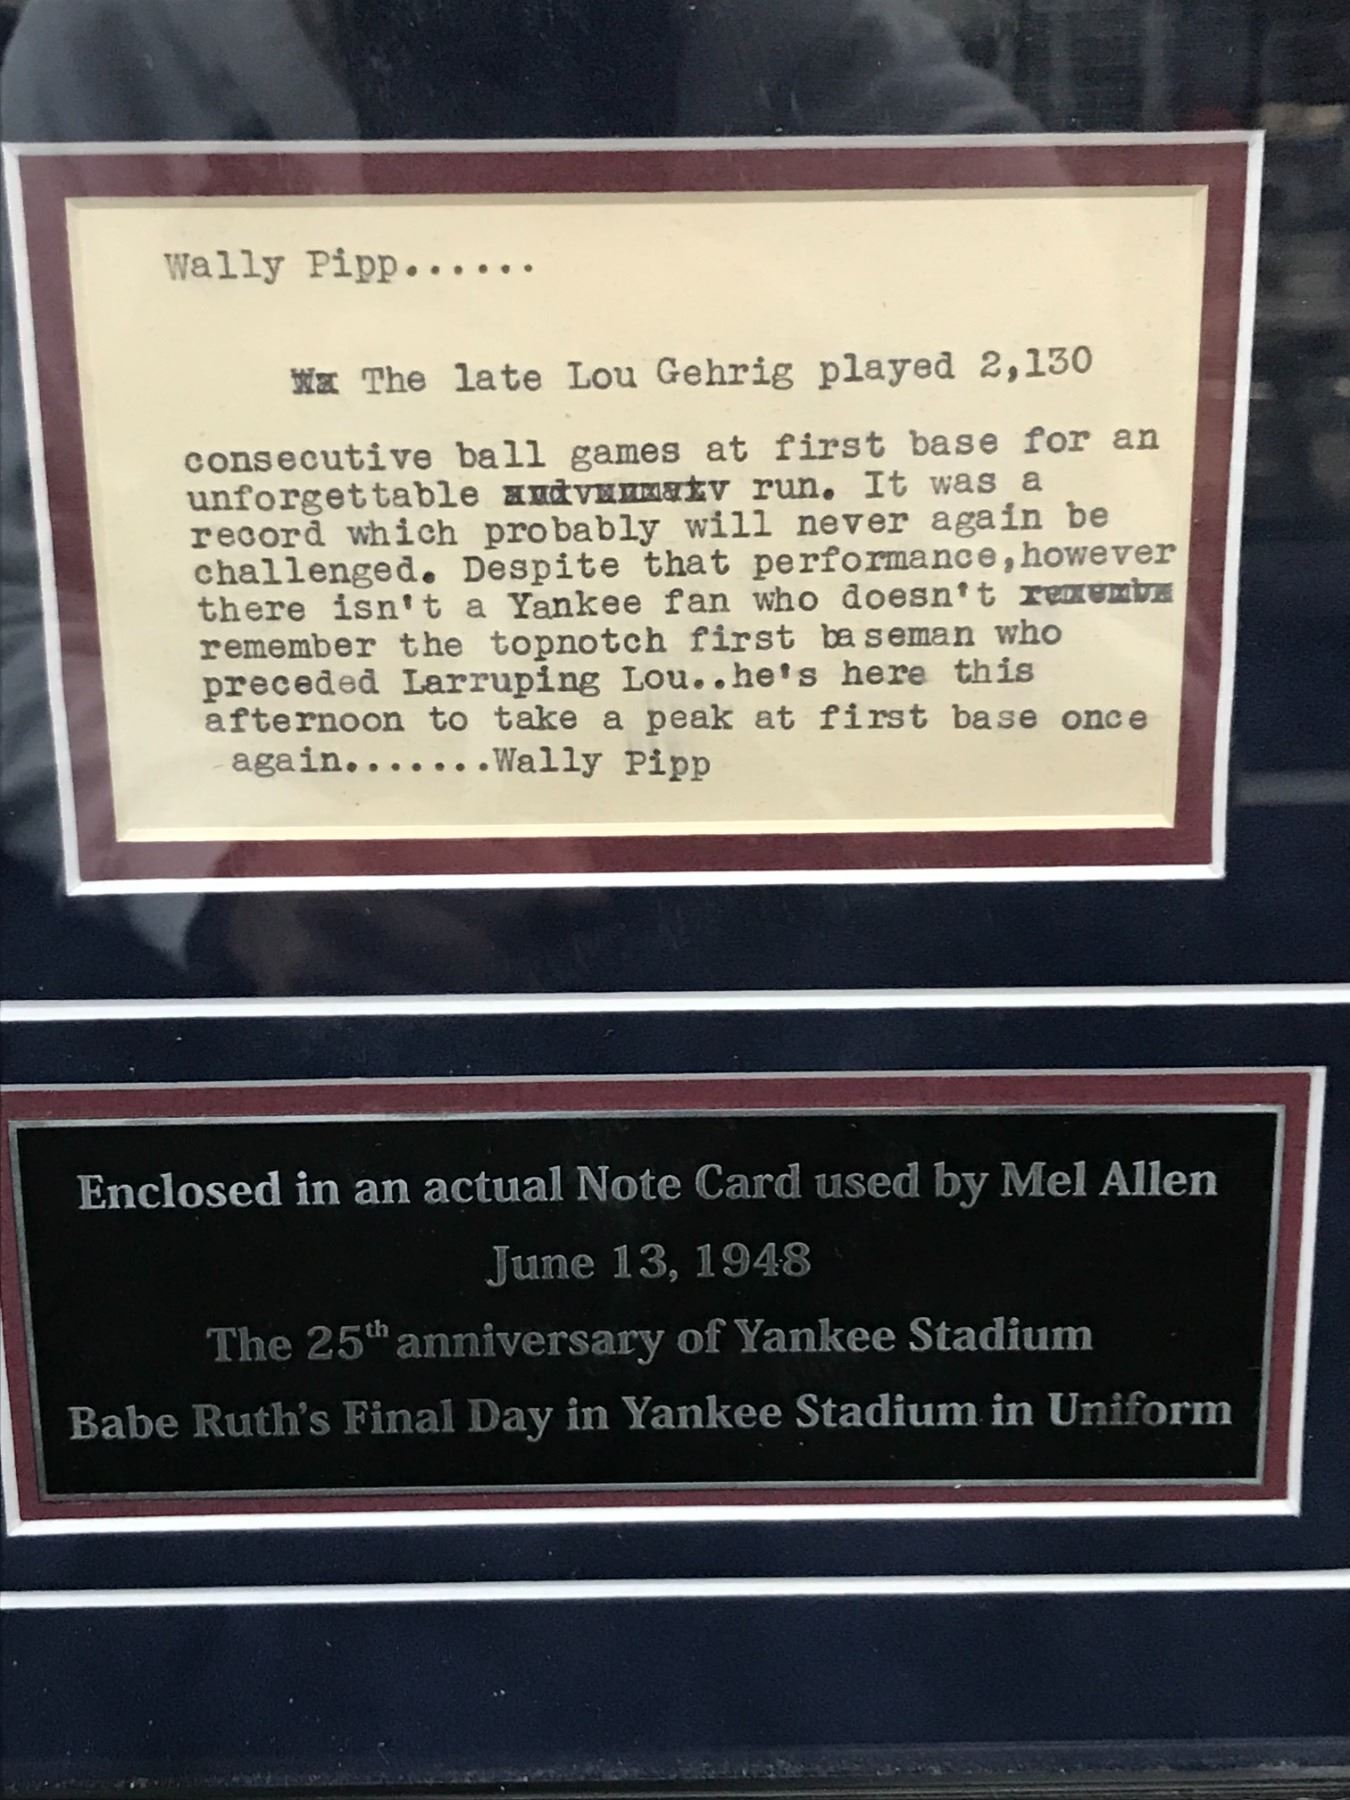 Wally Pipp......
The late Lou Gehrig played 2,130
consecutive ball games at first base for an
unforgettable run. It was a
record which probably will never again be
challenged. Despite that performance,however
there isn't a Yankee fan who doesn't
remember the topnotch first baseman who
preceded Larruping Lou..he's here this
afternoon to take a peak at first base once
again.......Wally Pipp
Enclosed in an actual Note Card used by Mel Allen
June 13, 1948
The 25th anniversary of Yankee Stadium
Babe Ruth's Final Day in Yankee Stadium in Uniform